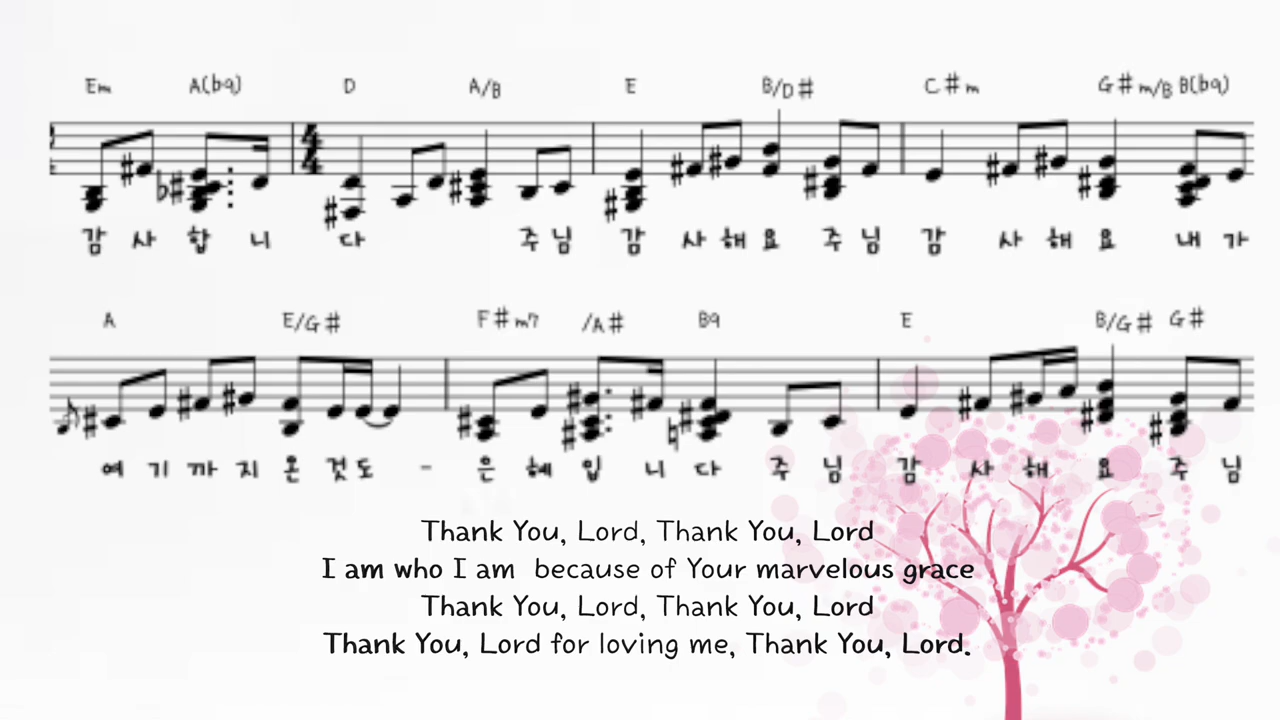 Em A(b9) D A/B E B/D# C#m G#m/B B(b9)
4/4
감 사 합 니 다 주 님 감 사 해 요 주 님 감 사 해 요 내 가
A E/G# F#m7 /A# B9 E B/G# G#
여 기 까 지 온 것 도 - 은 혜 입 니 다 주 님 감 사 해 요 주 님
Thank You, Lord, Thank You, Lord
I am who I am because of Your marvelous grace
Thank You, Lord, Thank You, Lord
Thank You, Lord for loving me, Thank You, Lord.